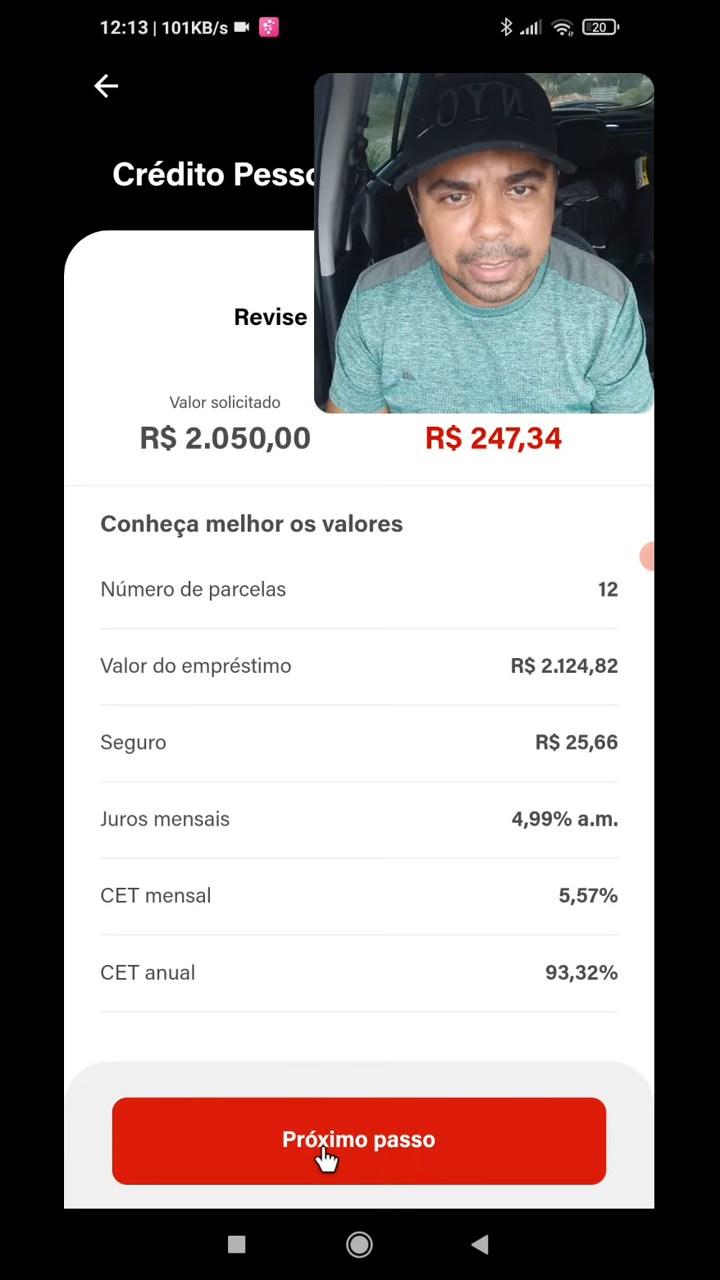 12:13 | 101KB/s
20
Crédito Pesso
Revise
Valor solicitado
R$ 2.050,00
R$ 247,34
Conheça melhor os valores
Número de parcelas 12
Valor do empréstimo R$ 2.124,82
Seguro R$ 25,66
Juros mensais 4,99% a.m.
CET mensal 5,57%
CET anual 93,32%
Próximo passo